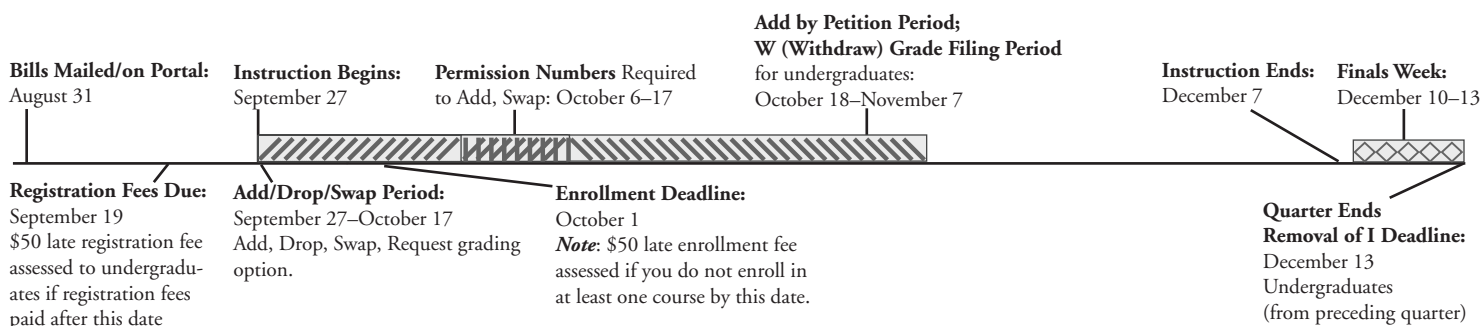 Bills Mailed/on Portal:
August 31
Instruction Begins:
September 27
Permission Numbers Required
to Add, Swap: October 6–17
Add by Petition Period;
W (Withdraw) Grade Filing Period
for undergraduates:
October 18–November 7
Instruction Ends:
December 7
Finals Week:
December 10–13
Registration Fees Due:
September 19
$50 late registration fee
assessed to undergradu-
ates if registration fees
paid after this date
Add/Drop/Swap Period:
September 27–October 17
Add, Drop, Swap, Request grading
option.
Enrollment Deadline:
October 1
Note: $50 late enrollment fee
assessed if you do not enroll in
at least one course by this date.
Quarter Ends
Removal of I Deadline:
December 13
Undergraduates
(from preceding quarter)